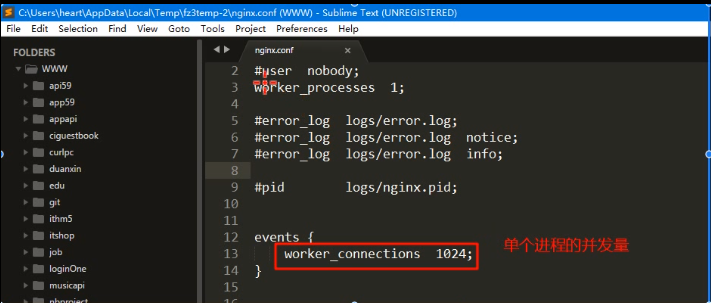 C:\Users\heart\AppData\Local\Temp\fz3temp-2\nginx.conf (WWW) - Sublime Text (UNREGISTERED)
File Edit Selection Find View Goto Tools Project Preferences Help
FOLDERS
WWW
api59
app59
appapi
ciguestbook
curlpc
duanxin
edu
git
ithm5
itshop
job
loginOne
musicapi
nginx.conf
2 #user nobody;
3 worker_processes 1;
4
5 #error_log logs/error.log;
6 #error_log logs/error.log notice;
7 #error_log logs/error.log info;
8
9 #pid logs/nginx.pid;
10
11
12 events {
13 worker_connections 1024;
14 }
15
单个进程的并发量